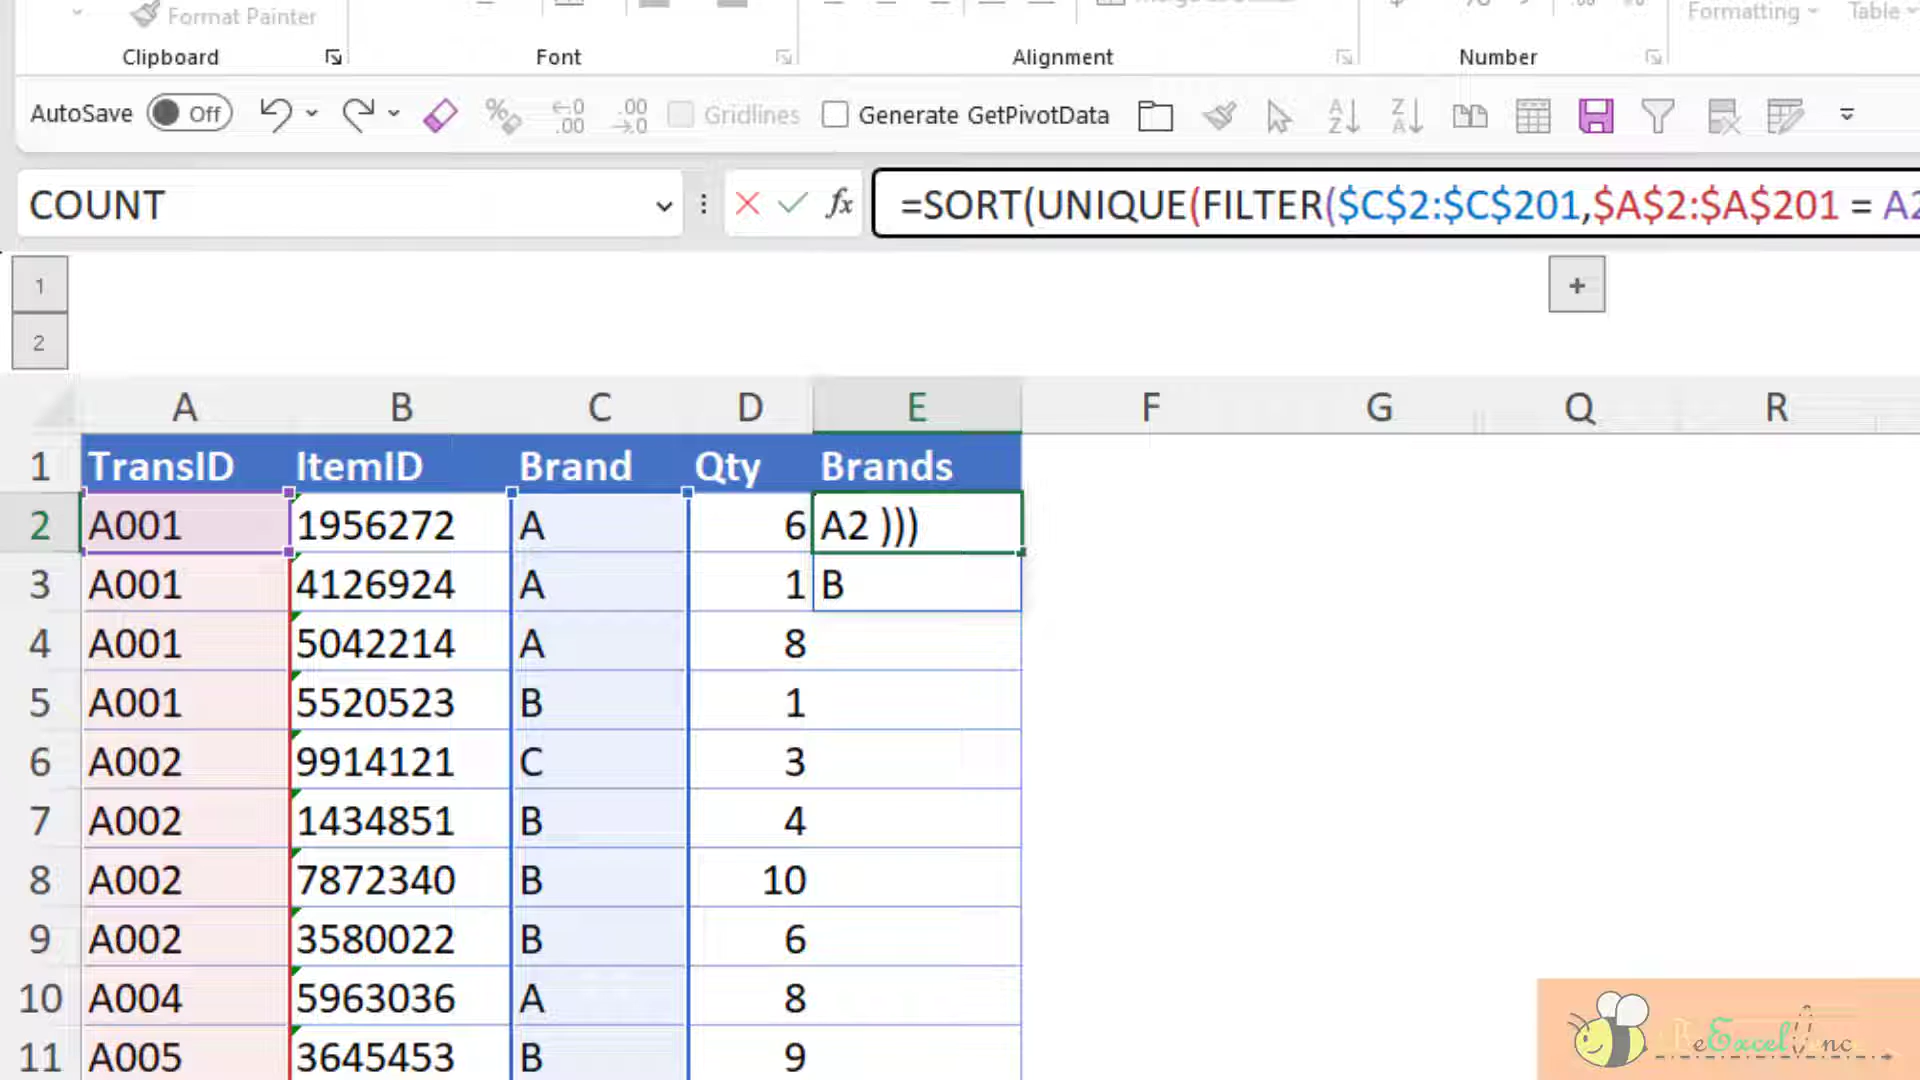 Format Painter
Formatting
Table
Clipboard
Font
Alignment
Number
AutoSave
Off
Gridlines
Generate GetPivotData
COUNT
fx
=SORT(UNIQUE(FILTER($C$2:$C$201,$A$2:$A$201 = A2
1
2
A B C D E F G Q R
1 TransID ItemID Brand Qty Brands
2 A001 1956272 A 6 A2 )))
3 A001 4126924 A 1 B
4 A001 5042214 A 8
5 A001 5520523 B 1
6 A002 9914121 C 3
7 A002 1434851 B 4
8 A002 7872340 B 10
9 A002 3580022 B 6
10 A004 5963036 A 8
11 A005 3645453 B 9